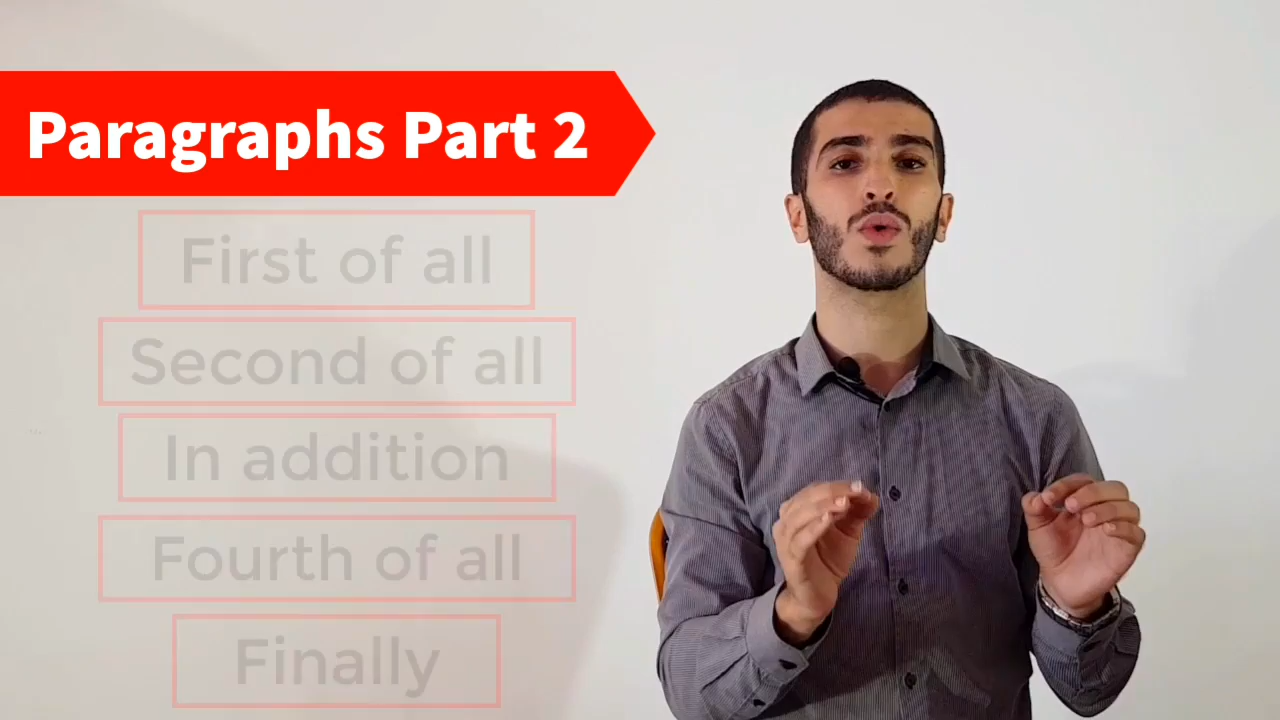 Paragraphs Part 2
First of all
Second of all
In addition
Fourth of all
Finally